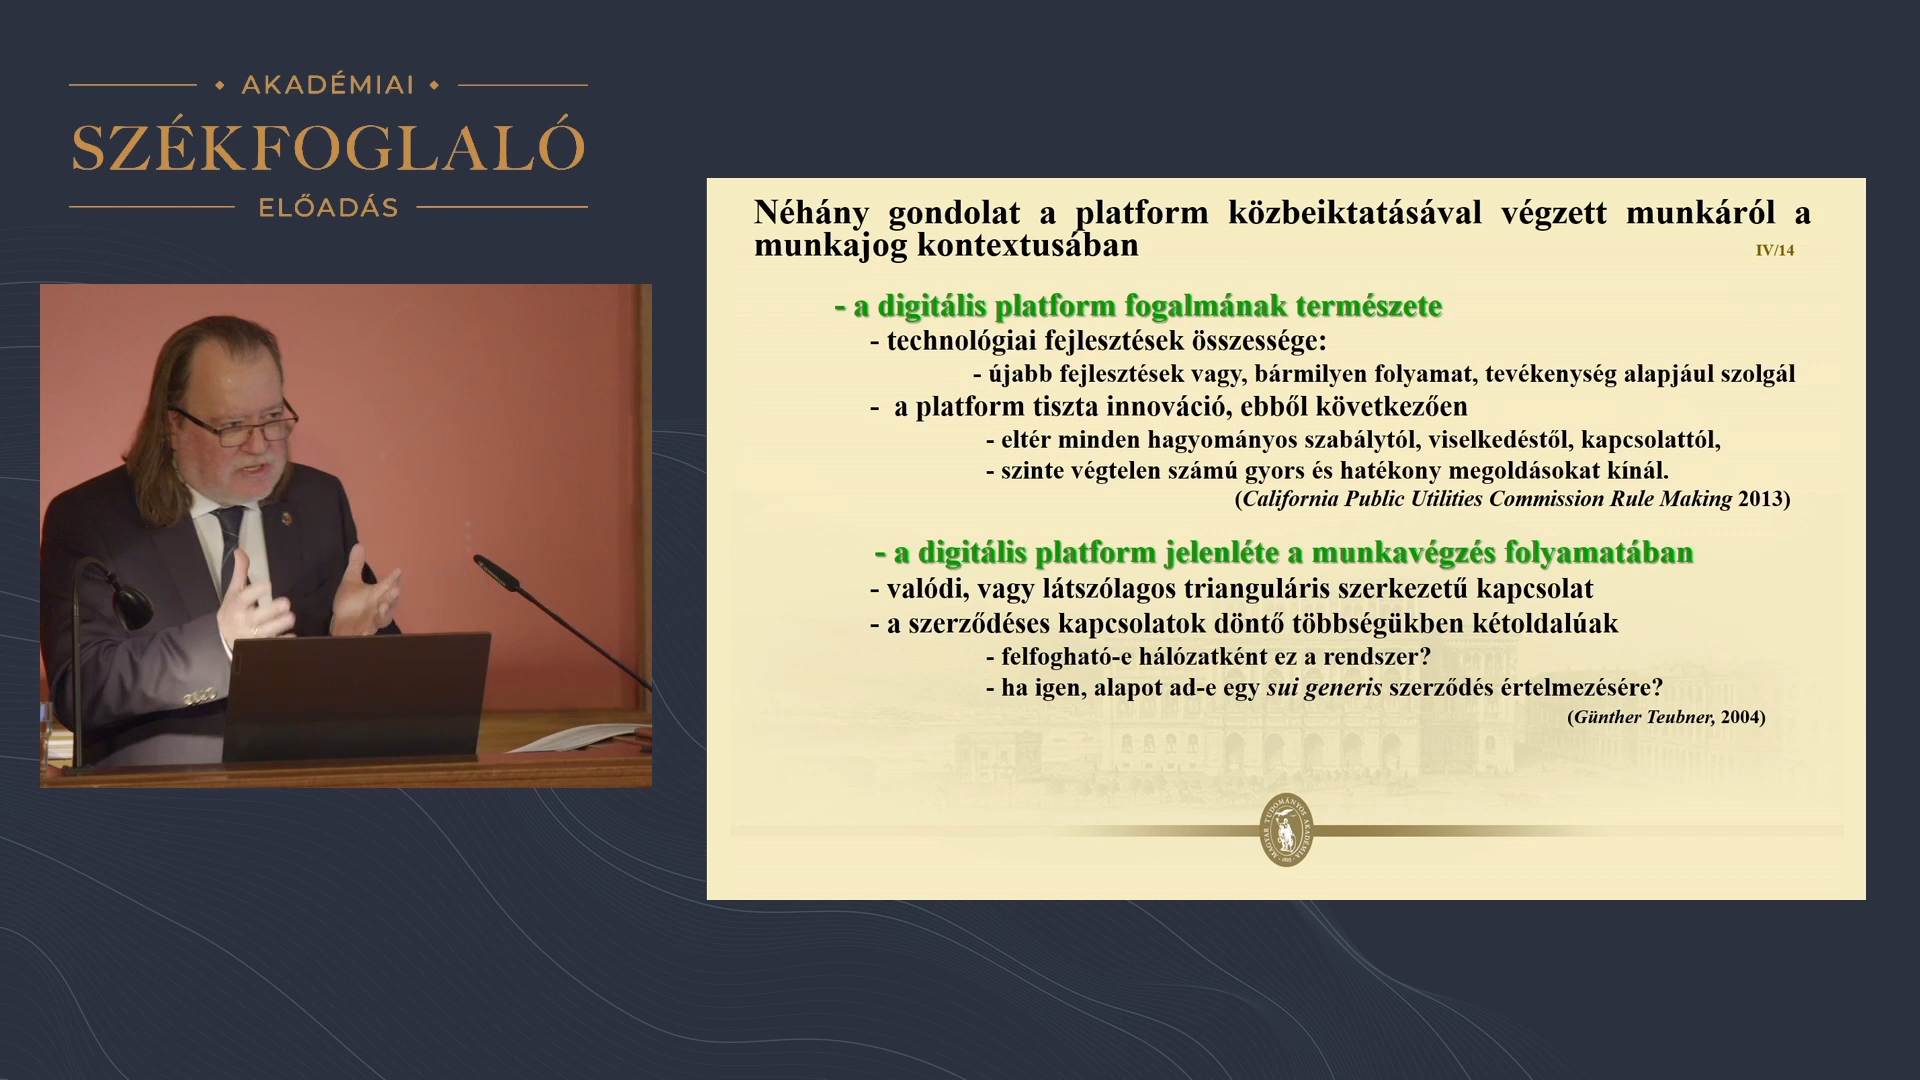 AKADÉMIAI
SZÉKFOGLALÓ
ELŐADÁS
Néhány gondolat a platform közbeiktatásával végzett munkáról a
munkajog kontextusában
IV/14
- a digitális platform fogalmának természete
- technológiai fejlesztések összessége:
- újabb fejlesztések vagy, bármilyen folyamat, tevékenység alapjául szolgál
- a platform tiszta innováció, ebből következően
- eltér minden hagyományos szabálytól, viselkedéstől, kapcsolattól,
- szinte végtelen számú gyors és hatékony megoldásokat kínál.
(California Public Utilities Commission Rule Making 2013)
- a digitális platform jelenléte a munkavégzés folyamatában
- valódi, vagy látszólagos trianguláris szerkezetű kapcsolat
- a szerződéses kapcsolatok döntő többségükben kétoldalúak
- felfogható-e hálózatként ez a rendszer?
- ha igen, alapot ad-e egy sui generis szerződés értelmezésére?
(Günther Teubner, 2004)
MAGYAR TUDOMÁNYOS AKADÉMIA